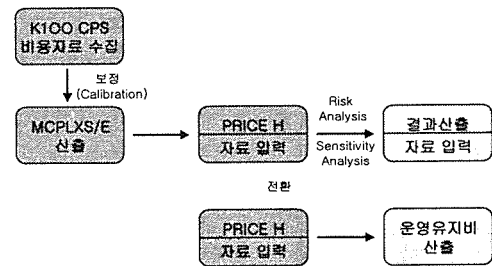 K100 CPS
비용자료 수집
보정
(Calibration)
MCPLXS/E
산출
PRICE H
자료 입력
Risk
Analysis
Sensitivity
Analysis
결과산출
자료 입력
전환
PRICE H
자료 입력
운영유지비
산출